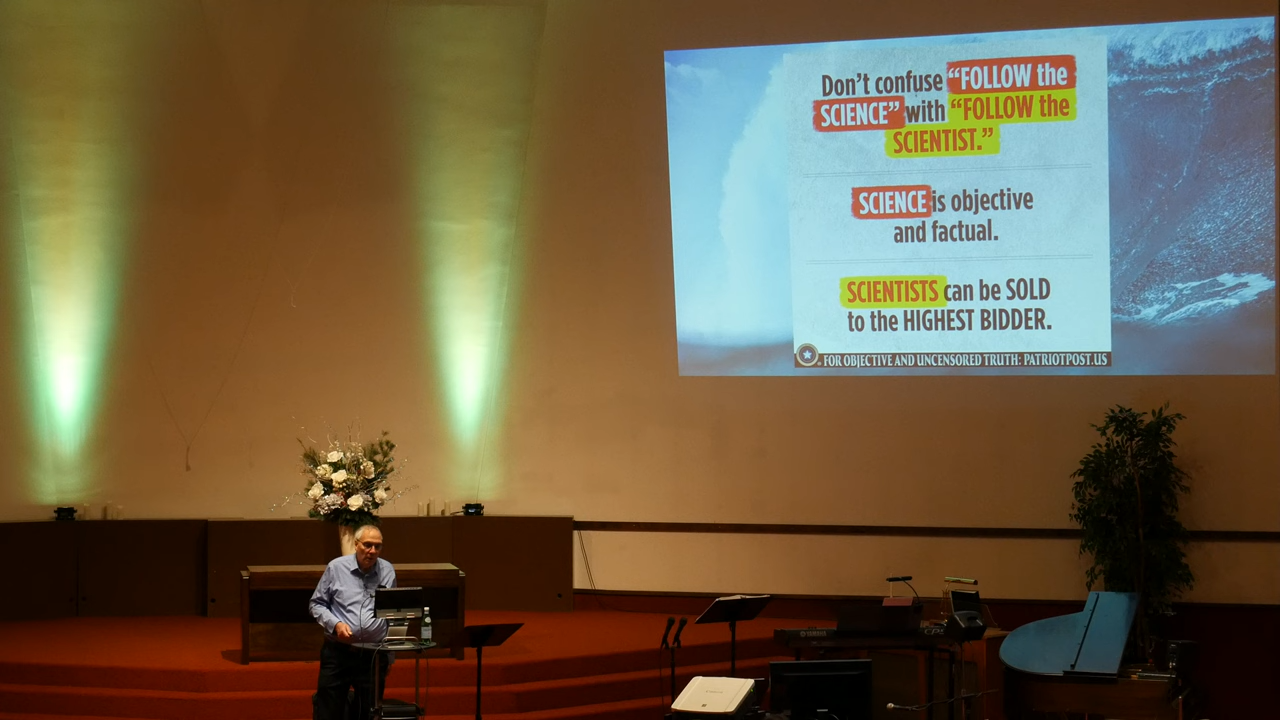 Don't confuse “FOLLOW the
SCIENCE” with “FOLLOW the
SCIENTIST.”
SCIENCE is objective
and factual.
SCIENTISTS can be SOLD
to the HIGHEST BIDDER.
FOR OBJECTIVE AND UNCENSORED TRUTH: PATRIOTPOST.US
YAMAHA